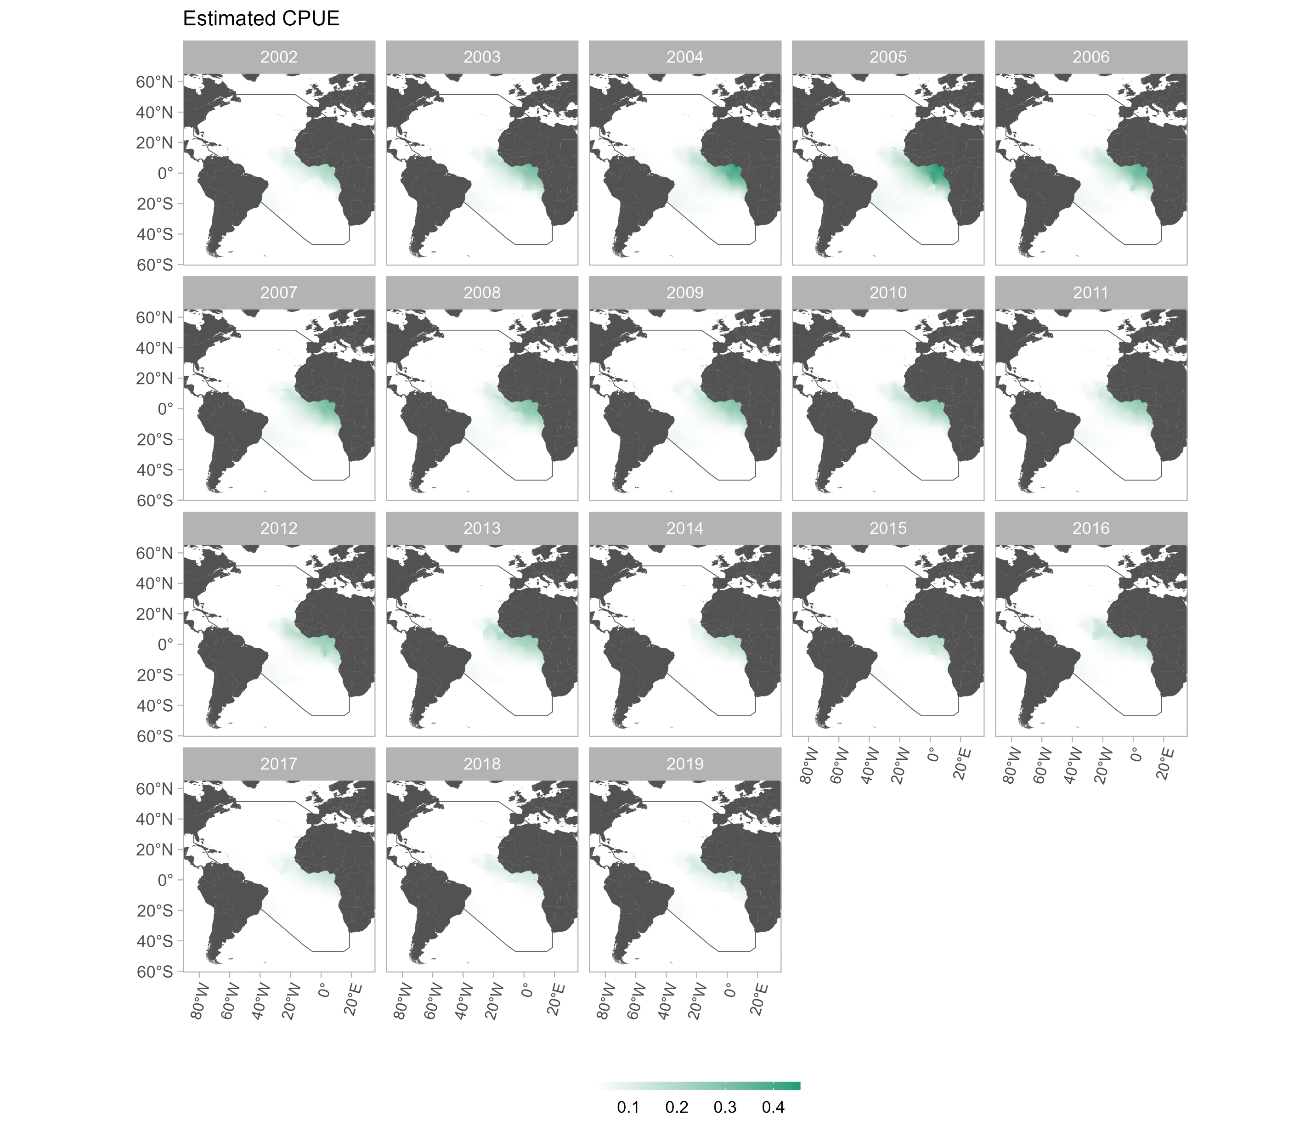 Estimated CPUE
2002 2003 2004 2005 2006
60°N
40°N
20°N
0°
20°S
40°S
60°S
2007 2008 2009 2010 2011
60°N
40°N
20°N
0°
20°S
40°S
60°S
2012 2013 2014 2015 2016
60°N
40°N
20°N
0°
20°S
40°S
60°S
80°W 60°W 40°W 20°W 0° 20°E 80°W 60°W 40°W 20°W 0° 20°E
2017 2018 2019
60°N
40°N
20°N
0°
20°S
40°S
60°S
80°W 60°W 40°W 20°W 0° 20°E 80°W 60°W 40°W 20°W 0° 20°E 80°W 60°W 40°W 20°W 0° 20°E
0.1 0.2 0.3 0.4